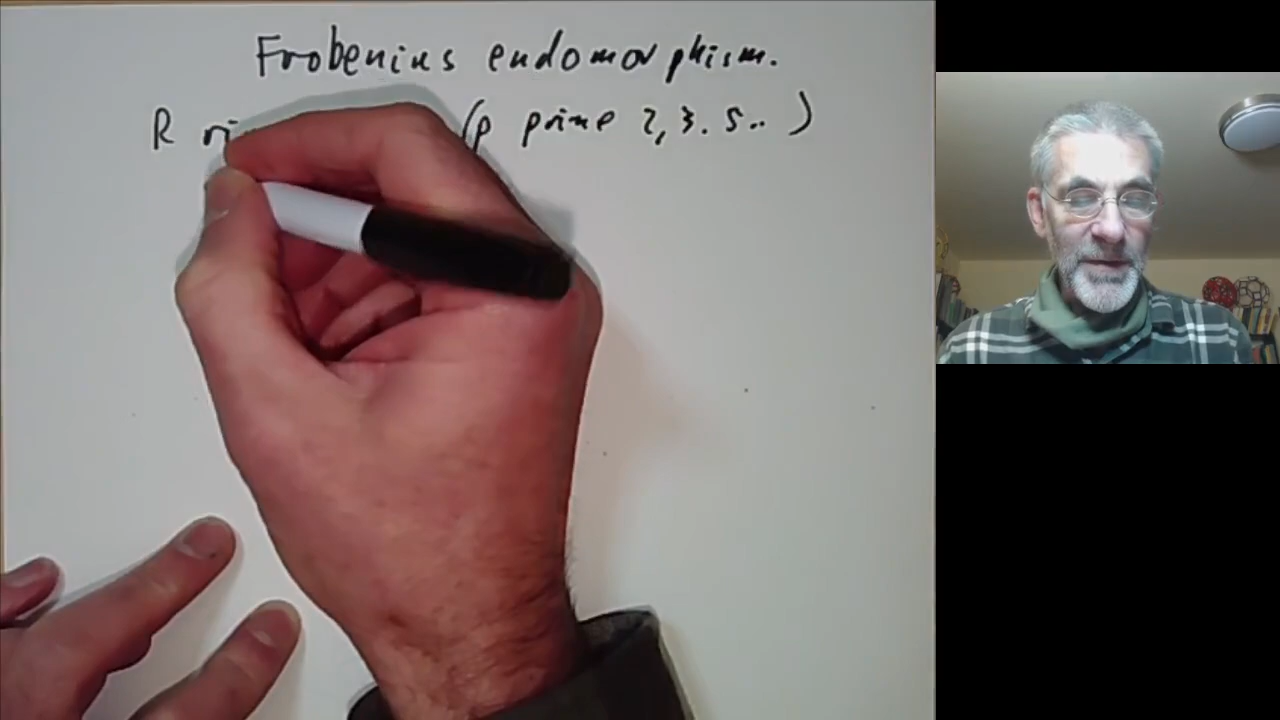 Frobenius endomorphism.
R (p prime 2, 3. 5.. )